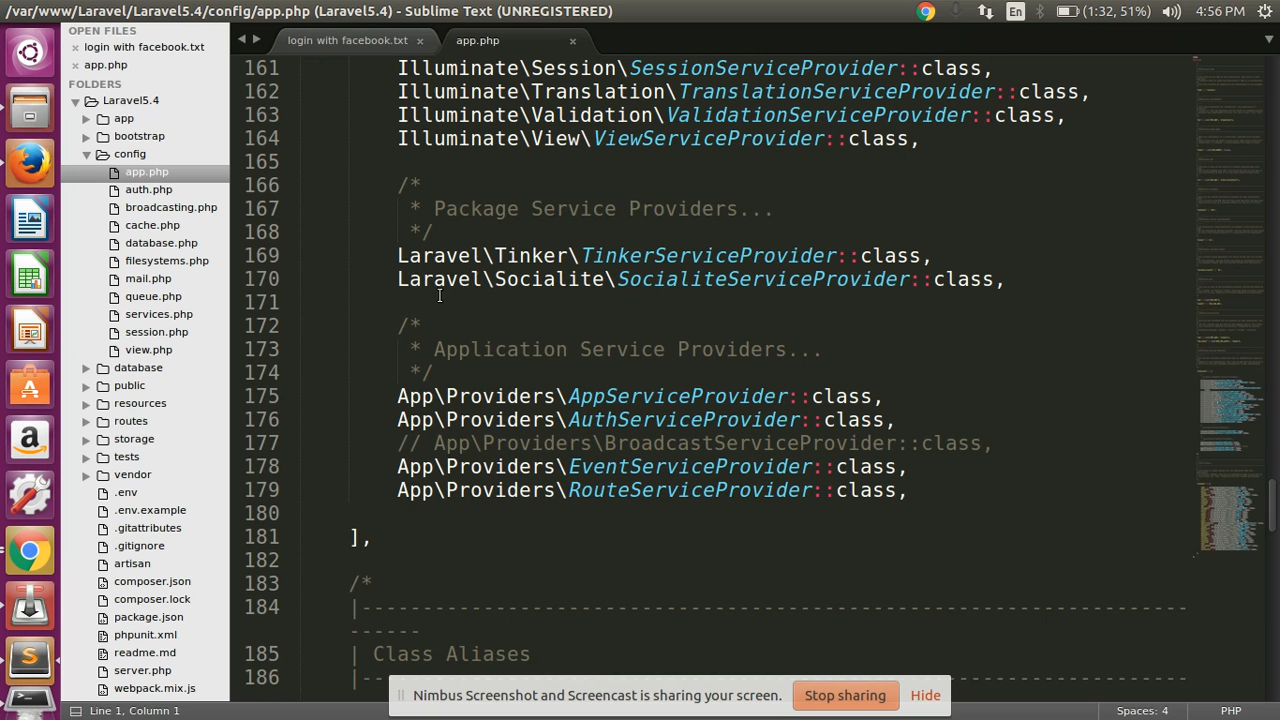 /var/www/Laravel/Laravel5.4/config/app.php (Laravel5.4) - Sublime Text (UNREGISTERED)
En
(1:32, 51%)
4:56 PM
OPEN FILES
login with facebook.txt
app.php
FOLDERS
Laravel5.4
app
bootstrap
config
app.php
auth.php
broadcasting.php
cache.php
database.php
filesystems.php
mail.php
queue.php
services.php
session.php
view.php
database
public
resources
routes
storage
tests
vendor
.env
.env.example
.gitattributes
.gitignore
artisan
composer.json
composer.lock
package.json
phpunit.xml
readme.md
server.php
webpack.mix.js
login with facebook.txt
app.php
161 Illuminate\Session\SessionServiceProvider::class,
162 Illuminate\Translation\TranslationServiceProvider::class,
163 Illuminate\Validation\ValidationServiceProvider::class,
164 Illuminate\View\ViewServiceProvider::class,
165
166 /*
167 * Package Service Providers...
168 */
169 Laravel\Tinker\TinkerServiceProvider::class,
170 Laravel\Socialite\SocialiteServiceProvider::class,
171
172 /*
173 * Application Service Providers...
174 */
175 App\Providers\AppServiceProvider::class,
176 App\Providers\AuthServiceProvider::class,
177 // App\Providers\BroadcastServiceProvider::class,
178 App\Providers\EventServiceProvider::class,
179 App\Providers\RouteServiceProvider::class,
180
181 ],
182
183 /*
184 |--------------------------------------------------------------------
------
185 | Class Aliases
186 |--
Nimbus Screenshot and Screencast is sharing your screen.
Stop sharing
Hide
Line 1, Column 1
Spaces: 4
PHP